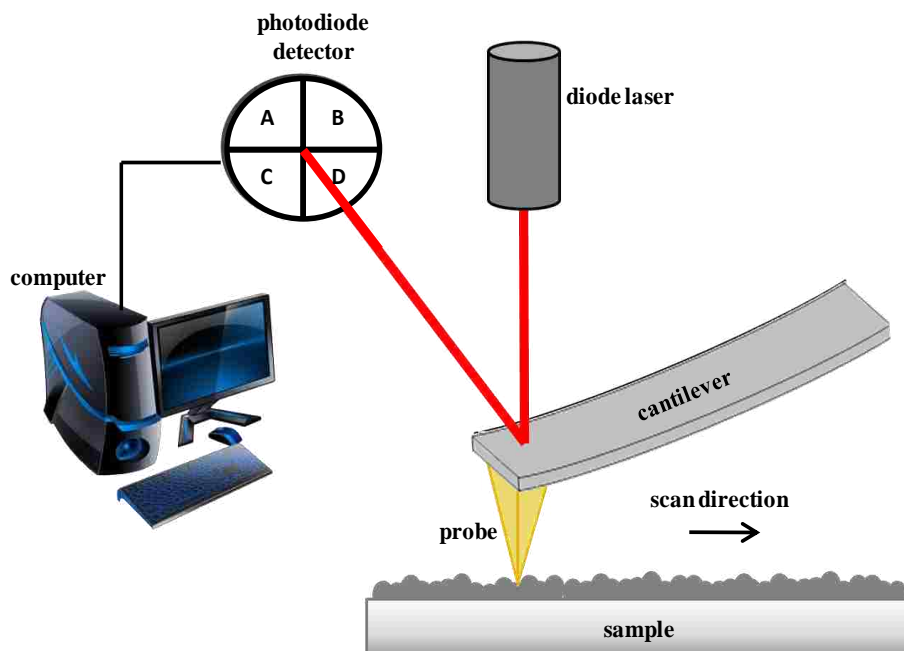 photodiode
detector
diode laser
A B
C D
computer
cantilever
scan direction
probe
sample